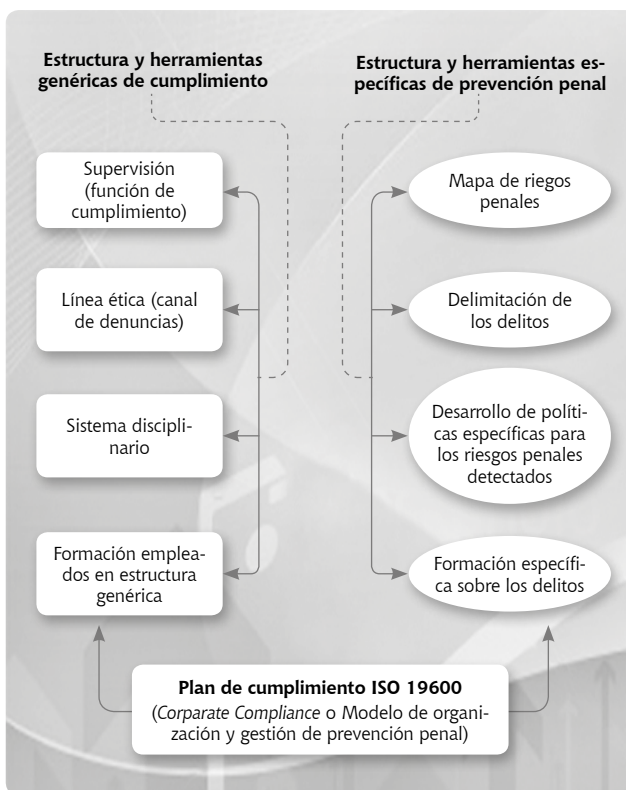 Estructura y herramientas
genéricas de cumplimiento
Estructura y herramientas es-
pecíficas de prevención penal
Supervisión
(función de
cumplimiento)
Mapa de riegos
penales
Línea ética (canal
de denuncias)
Delimitación de
los delitos
Sistema discipli-
nario
Desarrollo de políti-
cas específicas para
los riesgos penales
detectados
Formación emplea-
dos en estructura
genérica
Formación específi-
ca sobre los delitos
Plan de cumplimiento ISO 19600
(Corparate Compliance o Modelo de organi-
zación y gestión de prevención penal)